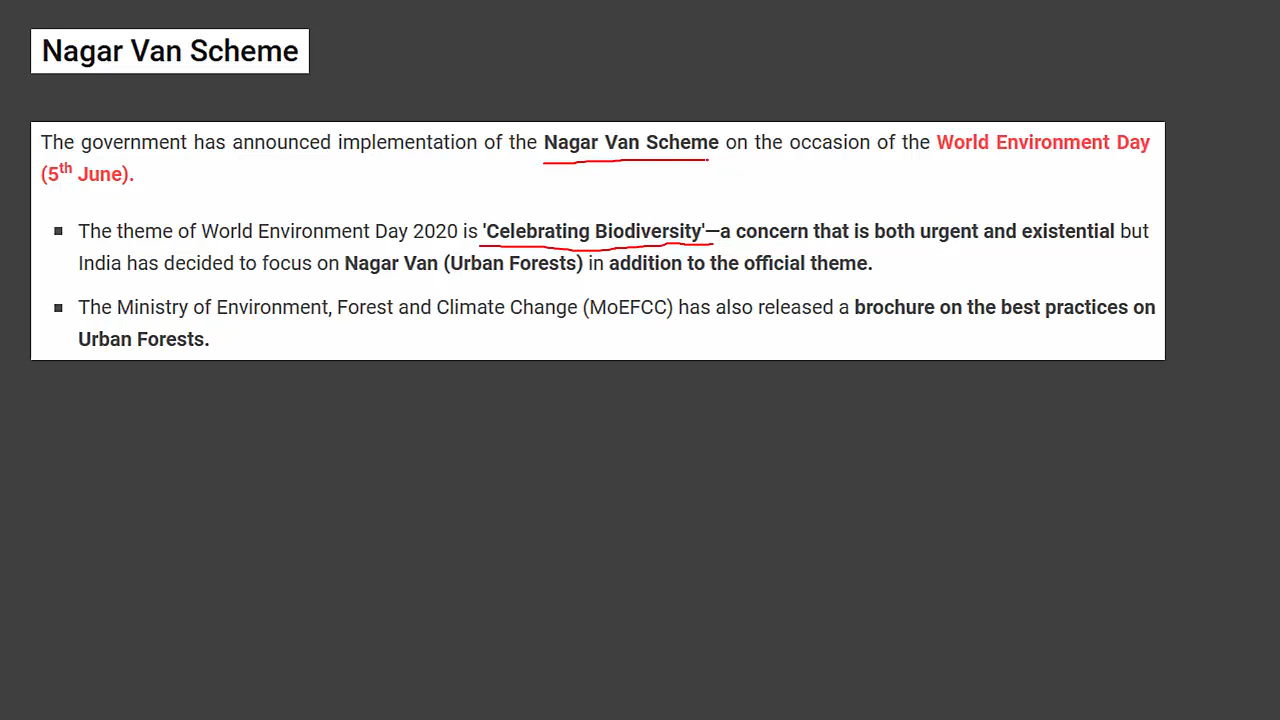 Nagar Van Scheme
The government has announced implementation of the Nagar Van Scheme on the occasion of the World Environment Day
(5th June).
▪ The theme of World Environment Day 2020 is 'Celebrating Biodiversity'—a concern that is both urgent and existential but
India has decided to focus on Nagar Van (Urban Forests) in addition to the official theme.
▪ The Ministry of Environment, Forest and Climate Change (MoEFCC) has also released a brochure on the best practices on
Urban Forests.